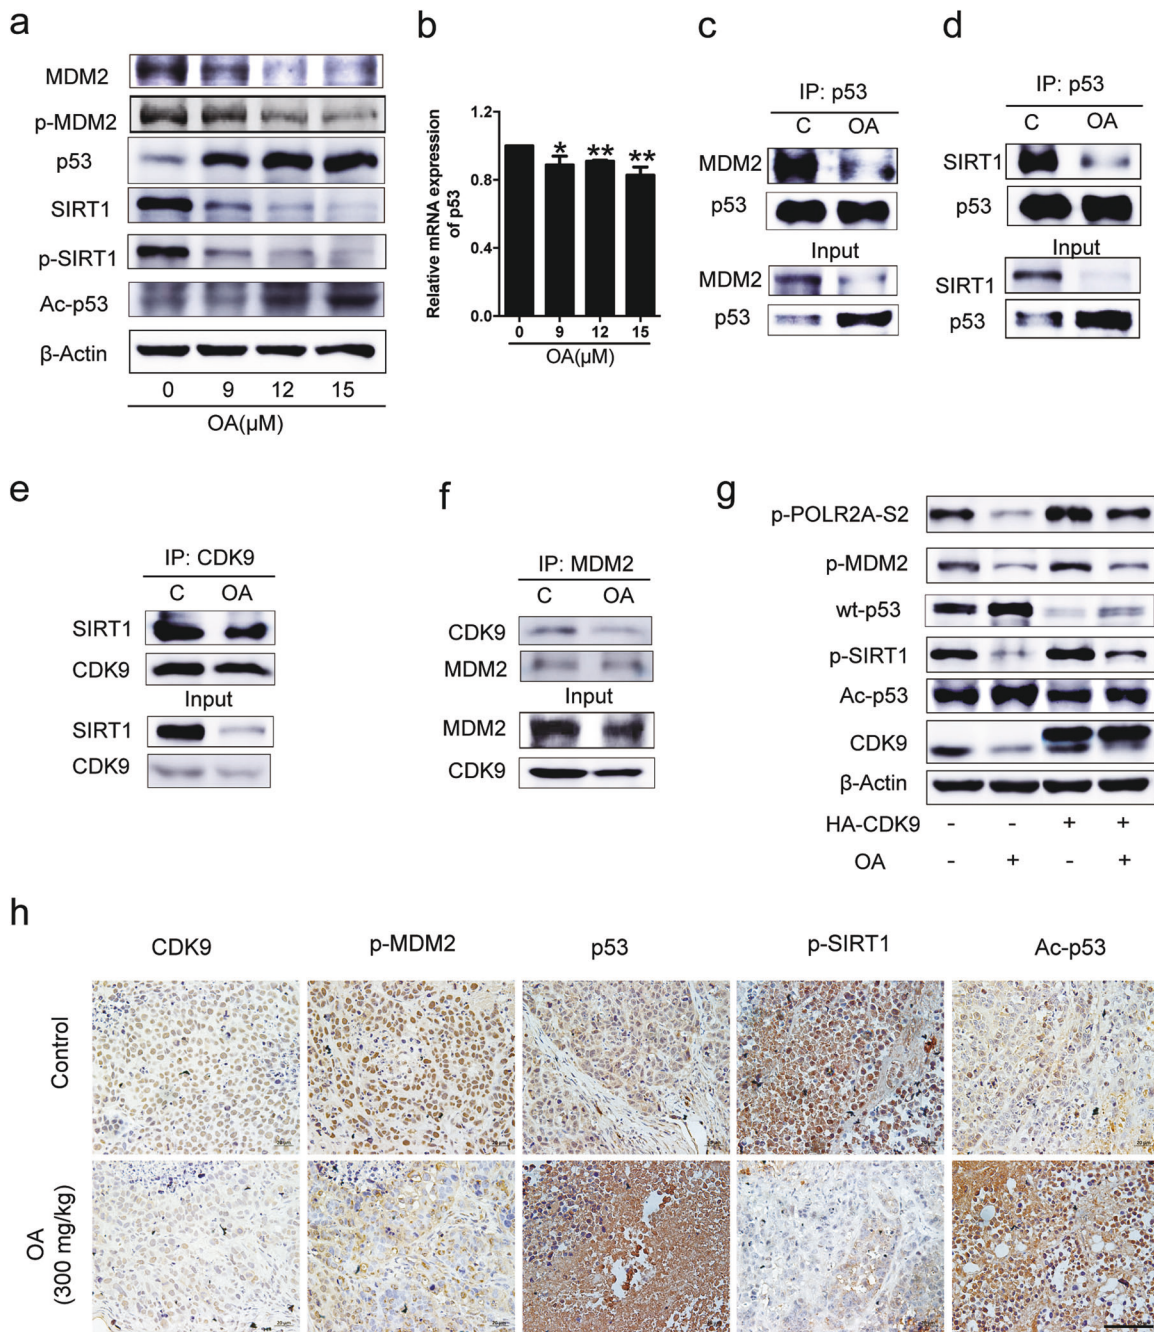 a
MDM2
p-MDM2
p53
SIRT1
p-SIRT1
Ac-p53
β-Actin
0 9 12 15
OA(μM)
b
Relative mRNA expression
of p53
1.2
0.8
0.4
0.0
* ** **
0 9 12 15
OA(μM)
c
IP: p53
C OA
MDM2
p53
Input
MDM2
p53
d
IP: p53
C OA
SIRT1
p53
Input
SIRT1
p53
e
IP: CDK9
C OA
SIRT1
CDK9
Input
SIRT1
CDK9
f
IP: MDM2
C OA
CDK9
MDM2
Input
MDM2
CDK9
g
p-POLR2A-S2
p-MDM2
wt-p53
p-SIRT1
Ac-p53
CDK9
β-Actin
HA-CDK9 - - + +
OA - + - +
h
CDK9 p-MDM2 p53 p-SIRT1 Ac-p53
Control
OA
(300 mg/kg)